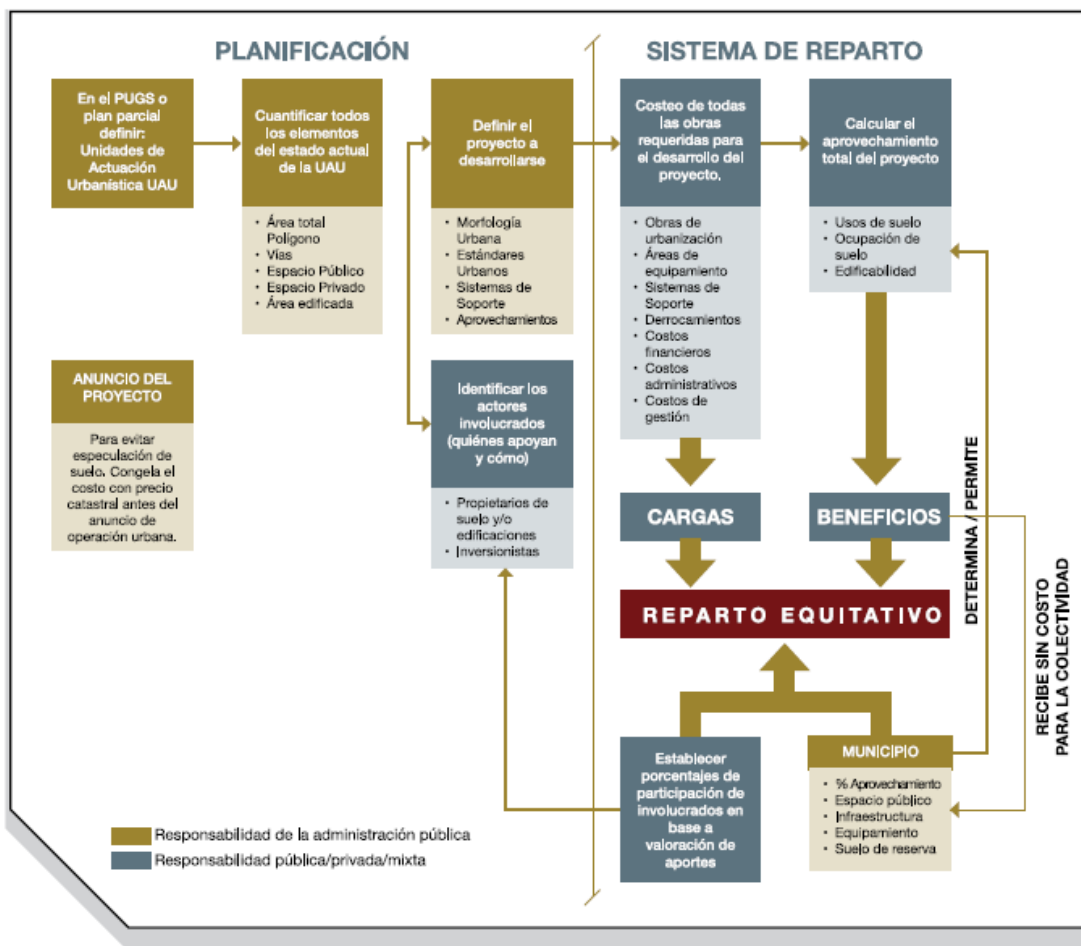 PLANIFICACIÓN
SISTEMA DE REPARTO
En el PUGS o
plan parcial
definir:
Unidades de
Actuación
Urbanística UAU
Cuantificar todos
los elementos
del estado actual
de la UAU
• Área total
Polígono
• Vías
• Espacio Público
• Espacio Privado
• Área edificada
Definir el
proyecto a
desarrollarse
• Morfología
Urbana
• Estándares
Urbanos
• Sistemas de
Soporte
• Aprovechamientos
Costeo de todas
las obras
requeridas para
el desarrollo del
proyecto.
• Obras de
urbanización
• Áreas de
equipamiento
• Sistemas de
Soporte
• Derrocamientos
• Costos
financieros
• Costos
administrativos
• Costos de
gestión
Calcular el
aprovechamiento
total del proyecto
• Usos de suelo
• Ocupación de
suelo
• Edificabilidad
ANUNCIO DEL
PROYECTO
Para evitar
especulación de
suelo. Congela el
costo con precio
catastral antes del
anuncio de
operación urbana.
Identificar los
actores
involucrados
(quiénes apoyan
y cómo)
• Propietarios de
suelo y/o
edificaciones
• Inversionistas
CARGAS
BENEFICIOS
REPARTO EQUITATIVO
DETERMINA / PERMITE
RECIBE SIN COSTO
PARA LA COLECTIVIDAD
Establecer
porcentajes de
participación de
involucrados en
base a
valoración de
aportes
MUNICIPIO
• % Aprovechamiento
• Espacio público
• Infraestructura
• Equipamiento
• Suelo de reserva
Responsabilidad de la administración pública
Responsabilidad pública/privada/mixta